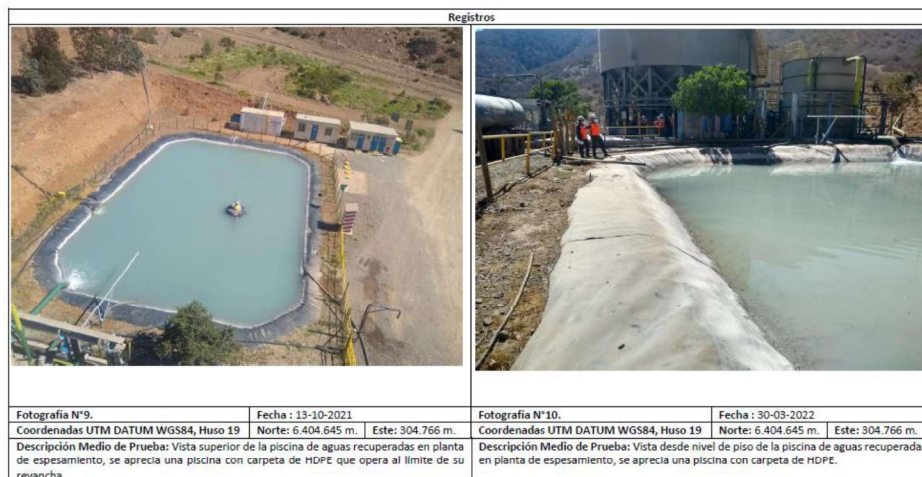 Registros
Fotografía N°9.
Fecha : 13-10-2021
Coordenadas UTM DATUM WGS84, Huso 19
Norte: 6.404.645 m.
Este: 304.766 m.
Descripción Medio de Prueba: Vista superior de la piscina de aguas recuperadas en planta
de espesamiento, se aprecia una piscina con carpeta de HDPE que opera al límite de su
revancha
Fotografía N°10.
Fecha : 30-03-2022
Coordenadas UTM DATUM WGS84, Huso 19
Norte: 6.404.645 m.
Este: 304.766 m.
Descripción Medio de Prueba: Vista desde nivel de piso de la piscina de aguas recuperada
en planta de espesamiento, se aprecia una piscina con carpeta de HDPE.